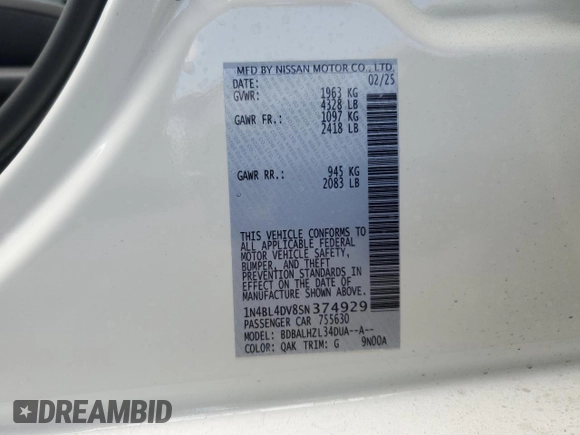 MFD BY NISSAN MOTOR CO., LTD.
DATE: 02/25
GVWR: 1963 KG
4328 LB
GAWR FR.: 1097 KG
2418 LB
GAWR RR.: 945 KG
2083 LB
THIS VEHICLE CONFORMS TO
ALL APPLICABLE FEDERAL
MOTOR VEHICLE SAFETY,
BUMPER, AND THEFT
PREVENTION STANDARDS IN
EFFECT ON THE DATE OF
MANUFACTURE SHOWN ABOVE.
1N4BL4DV8SN374929
PASSENGER CAR 755630
MODEL: BDBALHZL34DUA--A--
COLOR: QAK TRIM: G 9N00A
DREAMBID